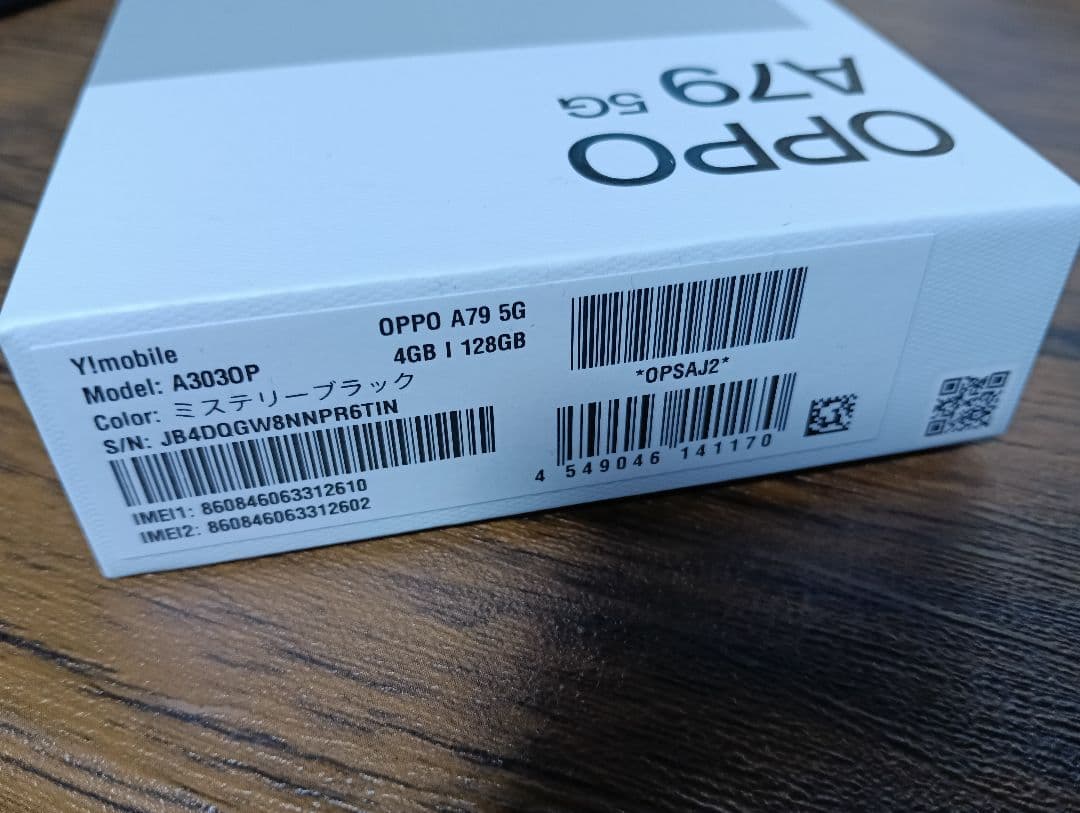 OPPO
A79 5G
Y!mobile
Model: A303OP
Color: ミステリーブラック
S/N: JB4DQGW8NNPR6TIN
IMEI1: 860846063312610
IMEI2: 860846063312602
OPPO A79 5G
4GB | 128GB
*OPSAJ2*
4 549046 141170